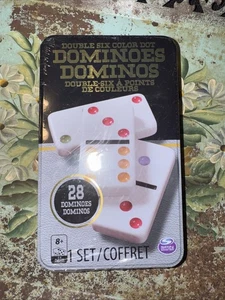 DOUBLE SIX COLOR DOT
DOMINOES
DOMINOS
DOUBLE-SIX À POINTS
DE COULEURS
28
DOMINOES
DOMINOS
8+
1 SET/COFFRET